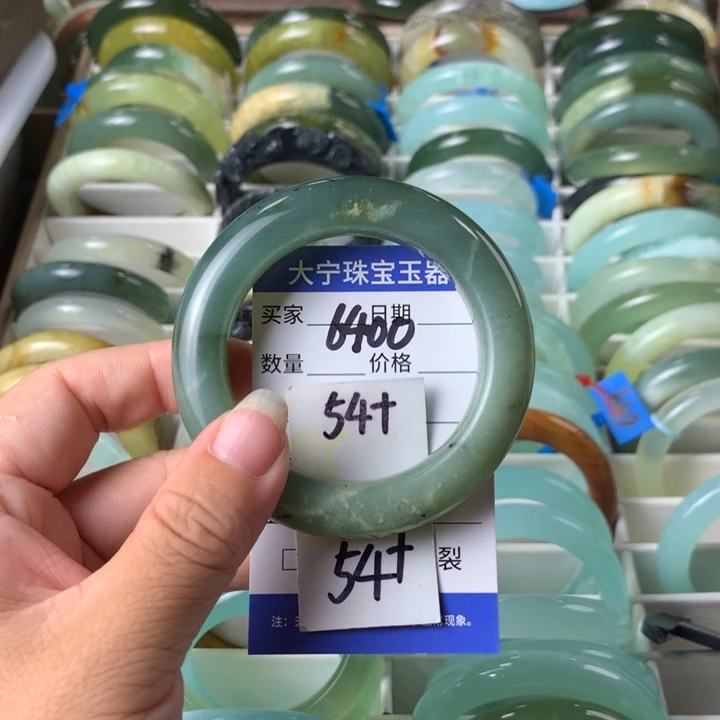 大宁珠宝玉器
买家 日期
6400
数量 价格
54+
54+
裂
注: 现象。